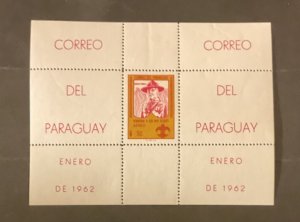 CORREO
DEL
PARAGUAY
ENERO
DE 1962
CORREO
DEL
PARAGUAY
ENERO
DE 1962